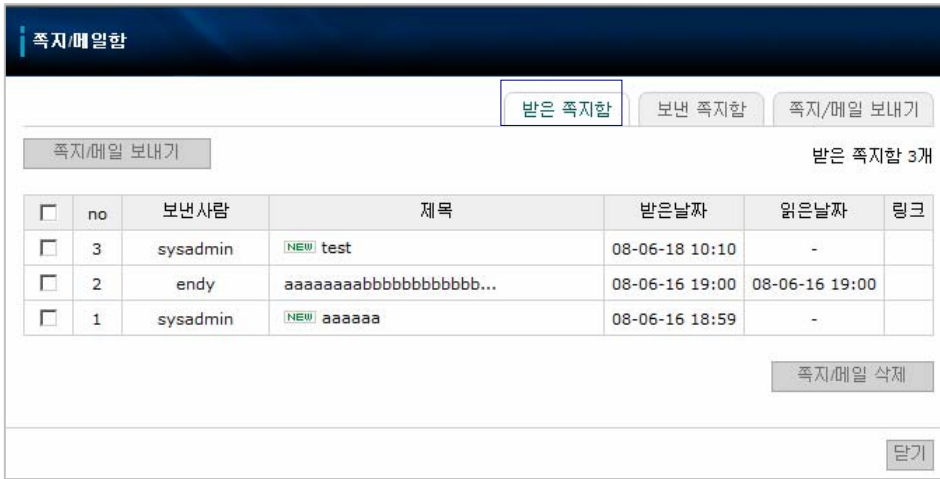 쪽지/메일함
받은 쪽지함 보낸 쪽지함 쪽지/메일 보내기
쪽지/메일 보내기 받은 쪽지함 3개
no 보낸사람 제목 받은날짜 읽은날짜 링크
3 sysadmin NEW test 08-06-18 10:10 -
2 endy aaaaaaaabbbbbbbbbbbb... 08-06-16 19:00 08-06-16 19:00
1 sysadmin NEW aaaaaa 08-06-16 18:59 -
쪽지/메일 삭제
닫기